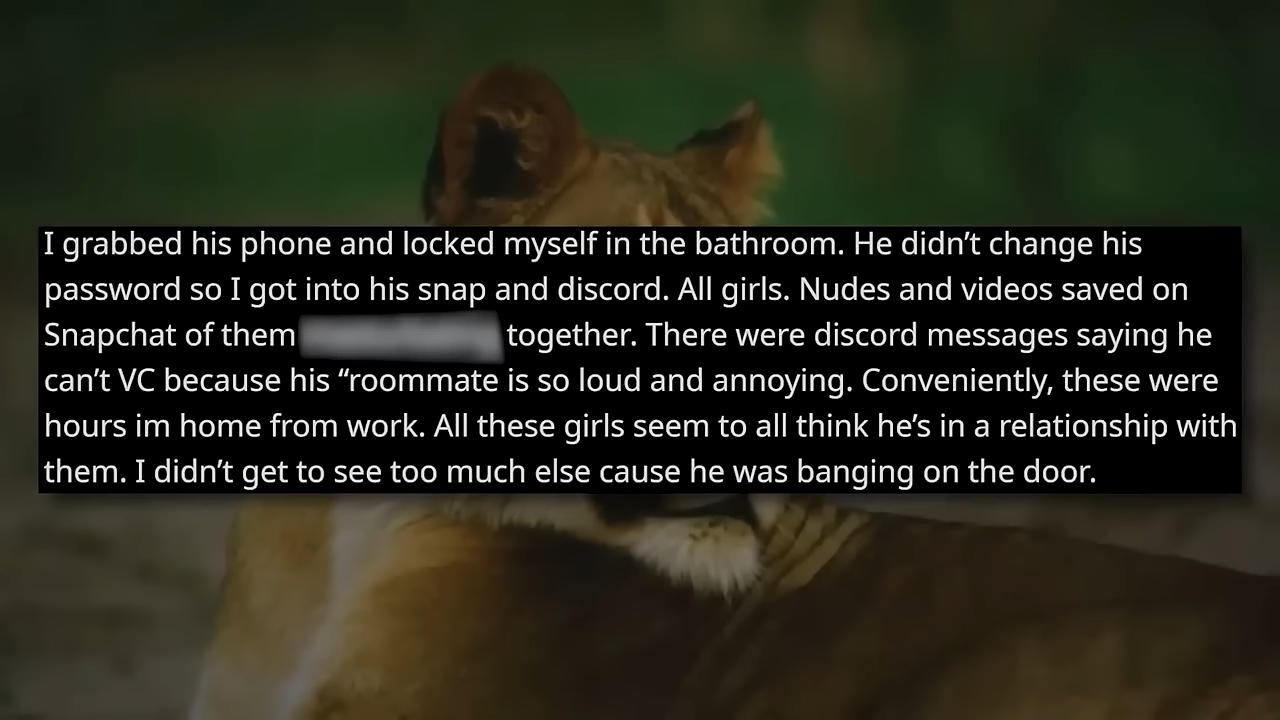 I grabbed his phone and locked myself in the bathroom. He didn’t change his
password so I got into his snap and discord. All girls. Nudes and videos saved on
Snapchat of them together. There were discord messages saying he
can’t VC because his “roommate is so loud and annoying. Conveniently, these were
hours im home from work. All these girls seem to all think he’s in a relationship with
them. I didn’t get to see too much else cause he was banging on the door.